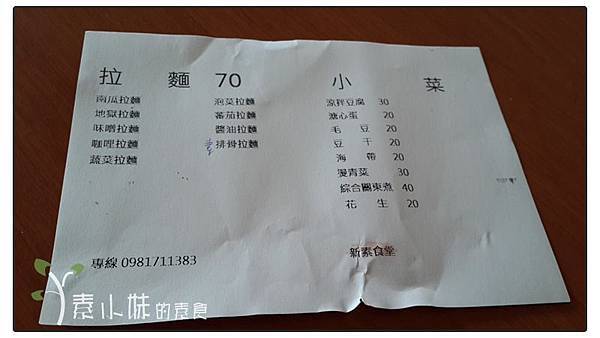 拉麵 70
南瓜拉麵
地獄拉麵
味噌拉麵
咖哩拉麵
蔬菜拉麵
泡菜拉麵
蕃茄拉麵
醬油拉麵
排骨拉麵
小菜
涼拌豆腐 30
溏心蛋 20
毛豆 20
豆干 20
海帶 20
燙青菜 30
綜合關東煮 40
花生 20
專線 0981711383
新素食堂
素小妹的素食